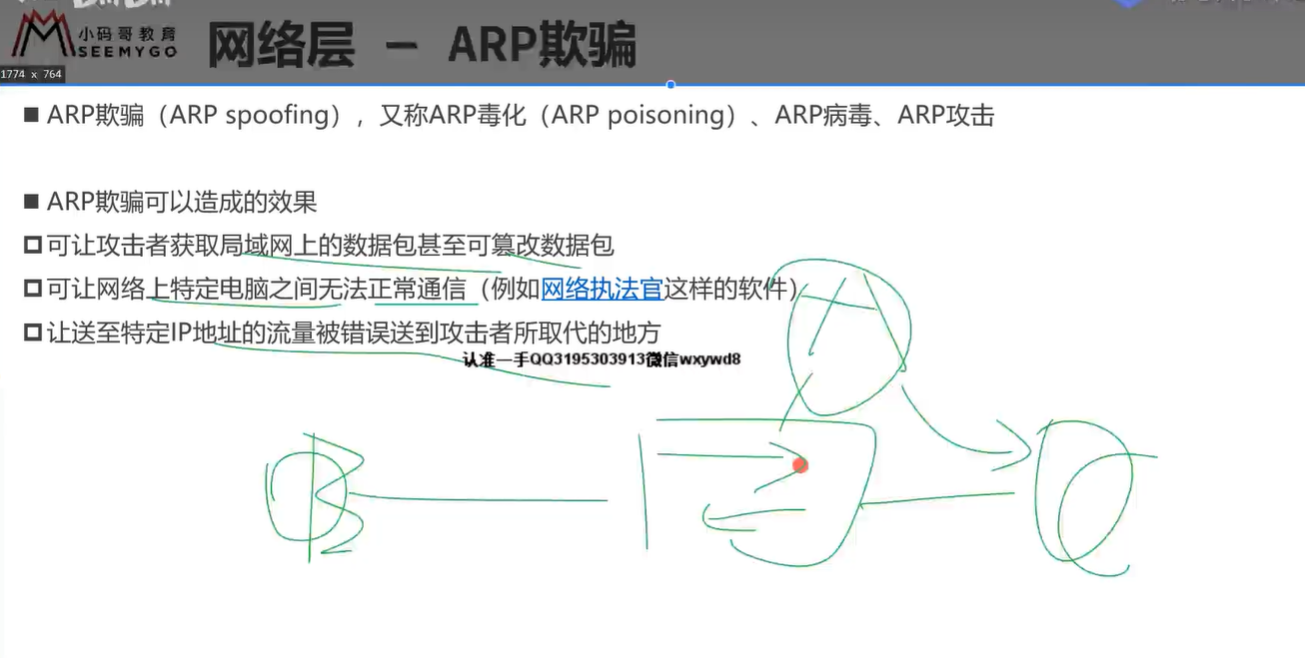 小码哥教育
SEEMYGO
网络层 - ARP欺骗
1774 x 764
■ ARP欺骗（ARP spoofing），又称ARP毒化（ARP poisoning）、ARP病毒、ARP攻击
■ ARP欺骗可以造成的效果
可让攻击者获取局域网上的数据包甚至可篡改数据包
可让网络上特定电脑之间无法正常通信（例如网络执法官这样的软件）
让送至特定IP地址的流量被错误送到攻击者所取代的地方
认准一手QQ3195303913微信wxywd8
A
B
C